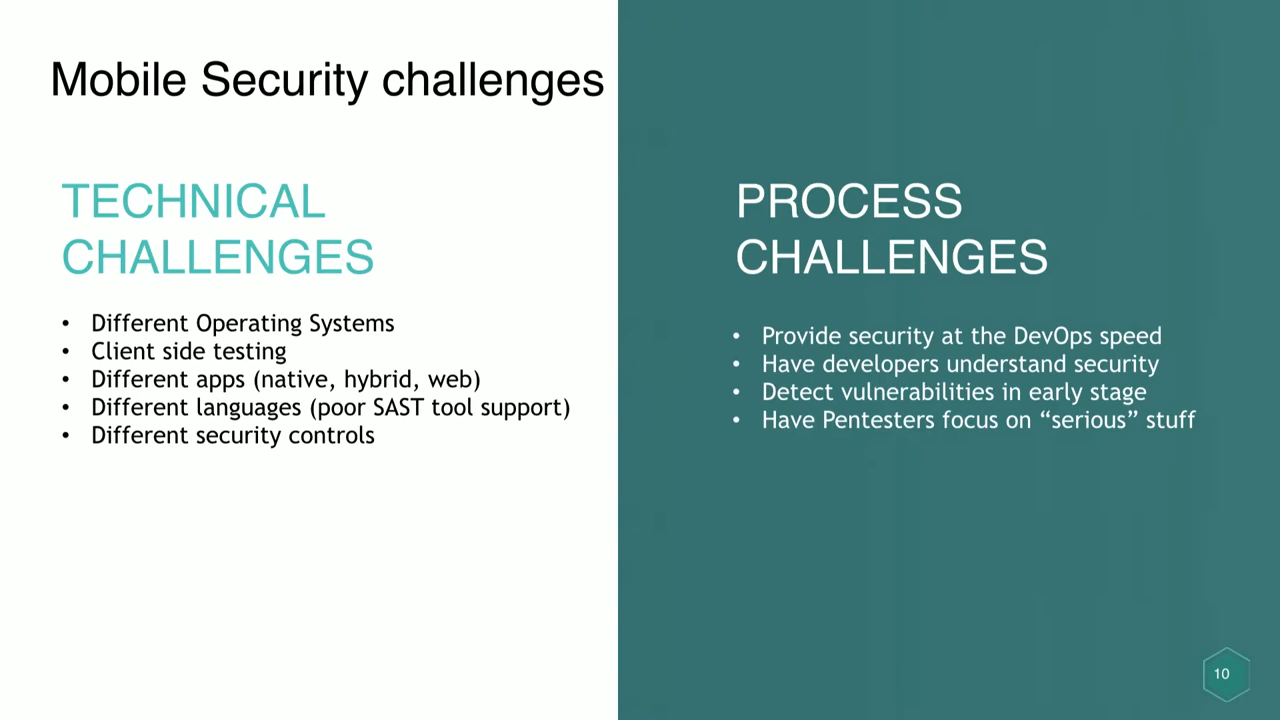 Mobile Security challenges
TECHNICAL
CHALLENGES
• Different Operating Systems
• Client side testing
• Different apps (native, hybrid, web)
• Different languages (poor SAST tool support)
• Different security controls
PROCESS
CHALLENGES
• Provide security at the DevOps speed
• Have developers understand security
• Detect vulnerabilities in early stage
• Have Pentesters focus on “serious” stuff
10